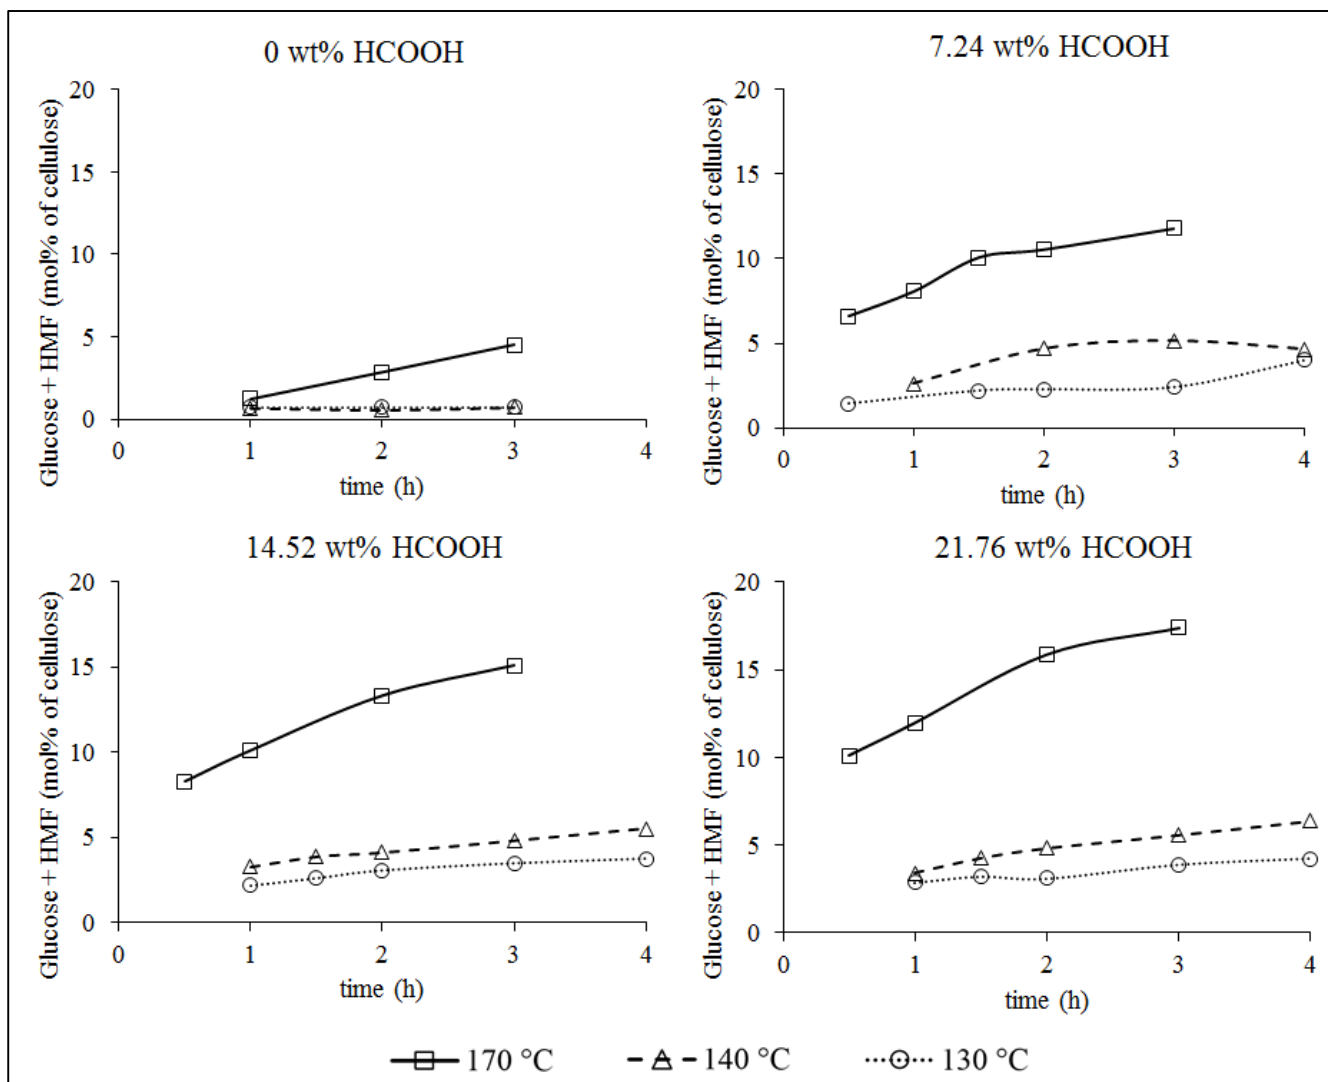 0 wt% HCOOH
Glucose + HMF (mol% of cellulose)
20
15
10
5
0
0 1 2 3 4
time (h)
7.24 wt% HCOOH
Glucose + HMF (mol% of cellulose)
20
15
10
5
0
0 1 2 3 4
time (h)
14.52 wt% HCOOH
Glucose + HMF (mol% of cellulose)
20
15
10
5
0
0 1 2 3 4
time (h)
21.76 wt% HCOOH
Glucose + HMF (mol% of cellulose)
20
15
10
5
0
0 1 2 3 4
time (h)
170 °C 140 °C 130 °C